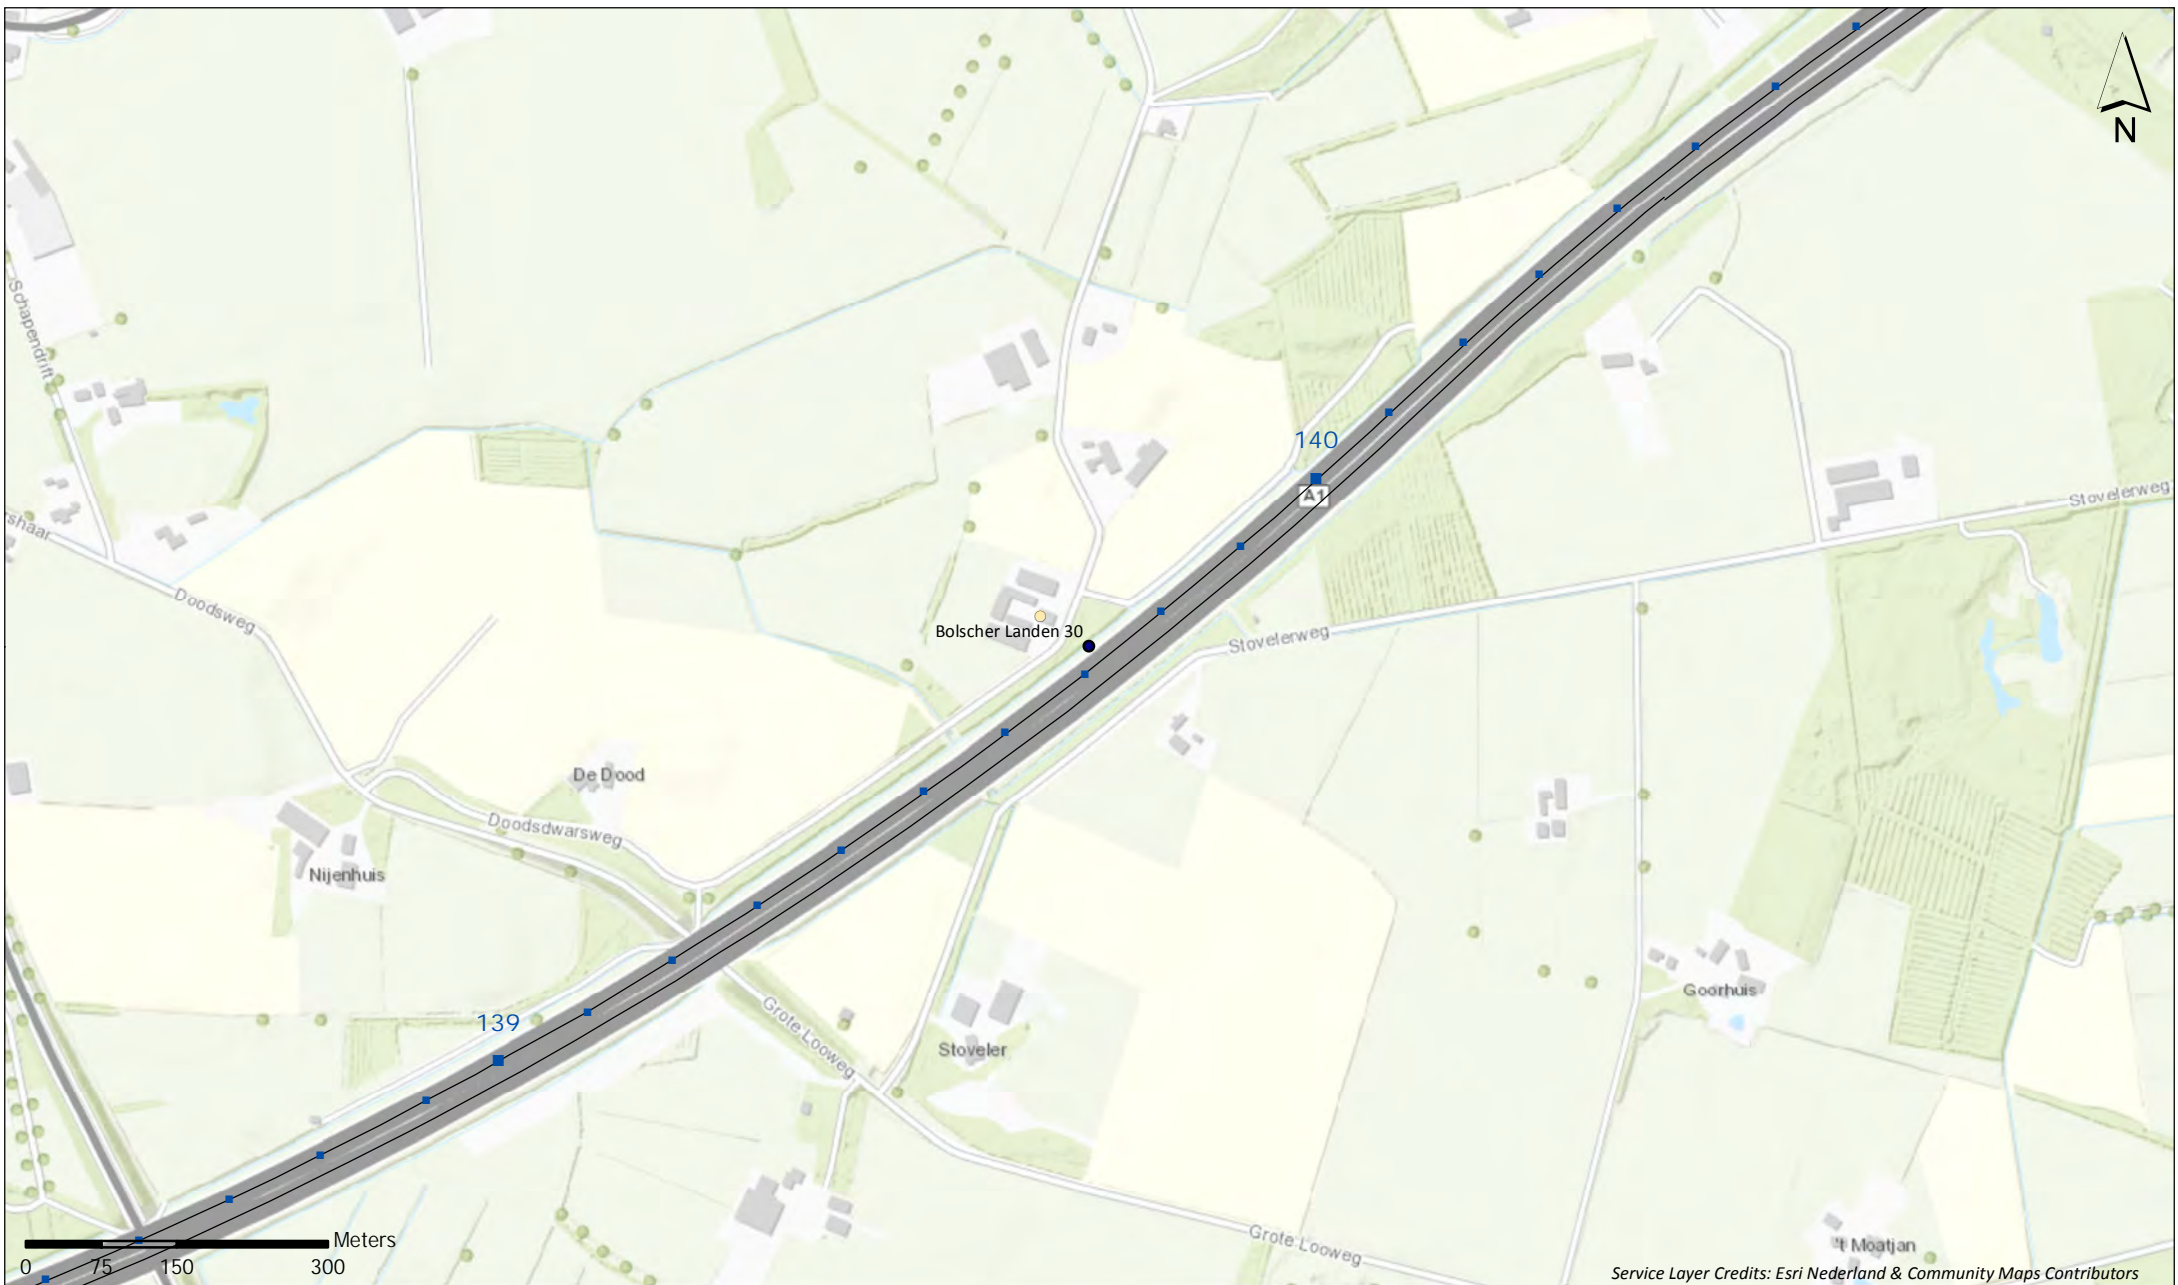 N
Schapendrift
140
A1
Stovelerweg
rshaar
Doodsweg
Bolscher Landen 30
Stovelerweg
De Dood
Doodsdwarsweg
Nijenhuis
Goorhuis
139
Grote Looweg
Stoveler
Grote Looweg
't Moatjan
Meters
0 75 150 300
Service Layer Credits: Esri Nederland & Community Maps Contributors